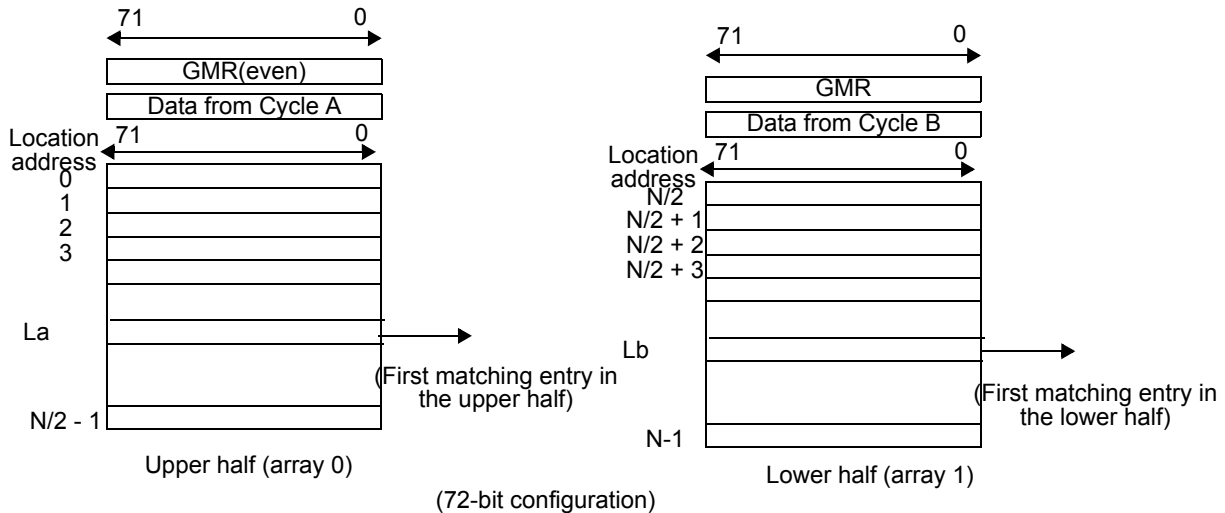 71 0
GMR(even)
Data from Cycle A
Location
address
71 0
0
1
2
3
La
(First matching entry in
the upper half)
N/2 - 1
Upper half (array 0)
71 0
GMR
Data from Cycle B
Location
address
71 0
N/2
N/2 + 1
N/2 + 2
N/2 + 3
Lb
(First matching entry in
the lower half)
N-1
Lower half (array 1)
(72-bit configuration)